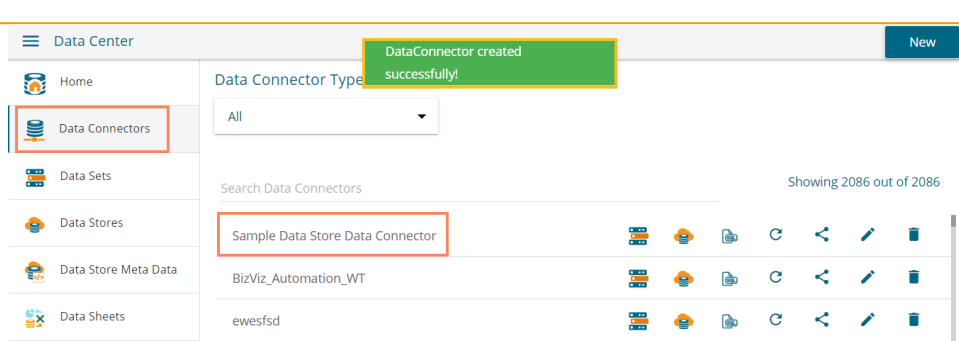 Data Center
DataConnector created
successfully!
New
Home
Data Connectors
Data Sets
Data Stores
Data Store Meta Data
Data Sheets
Data Connector Type
All
Search Data Connectors
Showing 2086 out of 2086
Sample Data Store Data Connector
BizViz_Automation_WT
ewesfsd